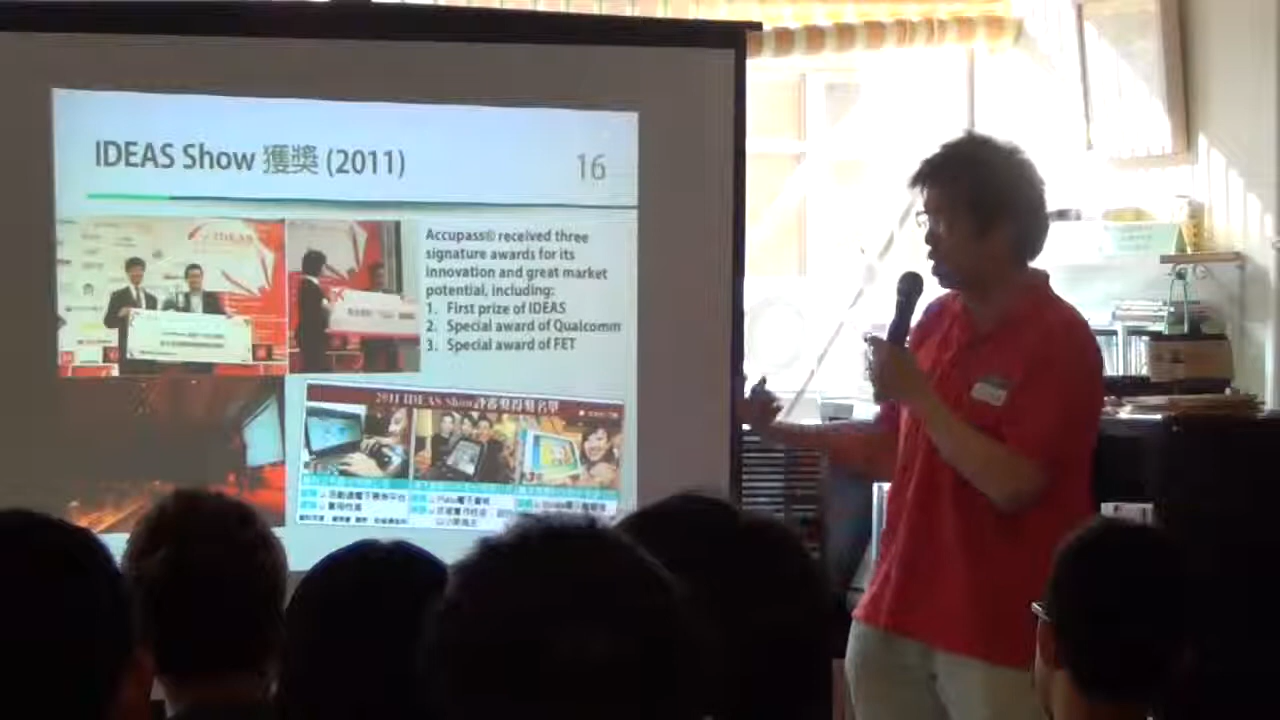 IDEAS Show 獲獎 (2011)
16
Accupass® received three
signature awards for its
innovation and great market
potential, including:
1. First prize of IDEAS
2. Special award of Qualcomm
3. Special award of FET
IDEAS
2011 IDEAS Show